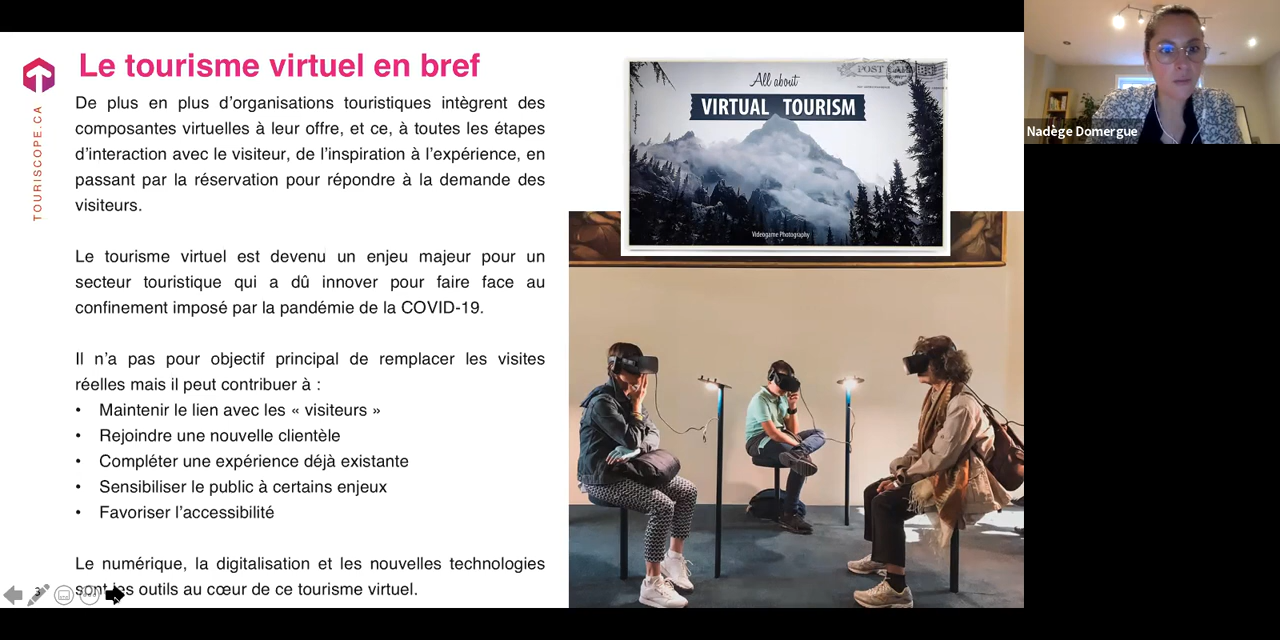 Le tourisme virtuel en bref
TOURISCOPE.CA
De plus en plus d’organisations touristiques intègrent des
composantes virtuelles à leur offre, et ce, à toutes les étapes
d’interaction avec le visiteur, de l’inspiration à l’expérience, en
passant par la réservation pour répondre à la demande des
visiteurs.
Le tourisme virtuel est devenu un enjeu majeur pour un
secteur touristique qui a dû innover pour faire face au
confinement imposé par la pandémie de la COVID-19.
Il n’a pas pour objectif principal de remplacer les visites
réelles mais il peut contribuer à :
• Maintenir le lien avec les « visiteurs »
• Rejoindre une nouvelle clientèle
• Compléter une expérience déjà existante
• Sensibiliser le public à certains enjeux
• Favoriser l’accessibilité
Le numérique, la digitalisation et les nouvelles technologies
sont les outils au cœur de ce tourisme virtuel.
3
All about
POST CARD
VIRTUAL TOURISM
Videogame Photography
Nadège Domergue